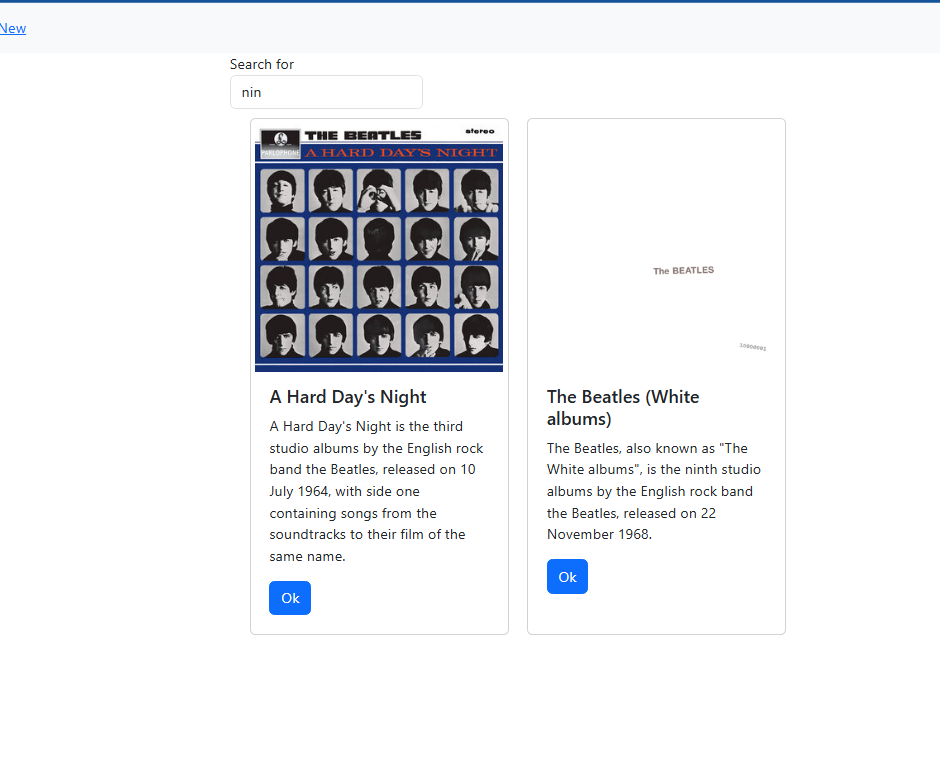 New
Search for
nin
THE BEATLES
stereo
PARLOPHONE
A HARD DAY'S NIGHT
A Hard Day's Night
A Hard Day's Night is the third
studio albums by the English rock
band the Beatles, released on 10
July 1964, with side one
containing songs from the
soundtracks to their film of the
same name.
Ok
The BEATLES
The Beatles (White
albums)
The Beatles, also known as "The
White albums", is the ninth studio
albums by the English rock band
the Beatles, released on 22
November 1968.
Ok